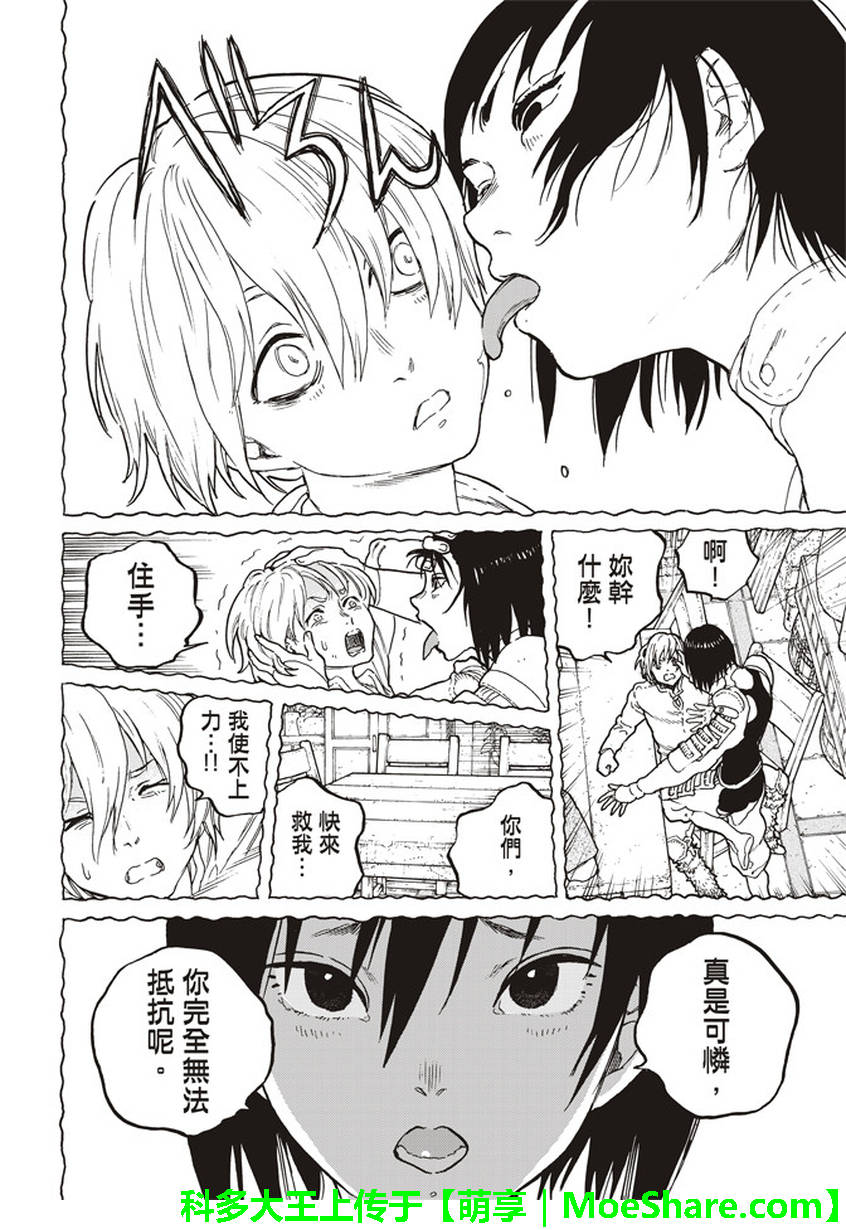 べろん
啊！
妳幹
什麼！
住手⋯
你們，
快來
救我⋯
我使不上
力⋯!!
真是可憐，
你完全無法
抵抗呢。
科多大王上传于【萌享｜MoeShare.com】